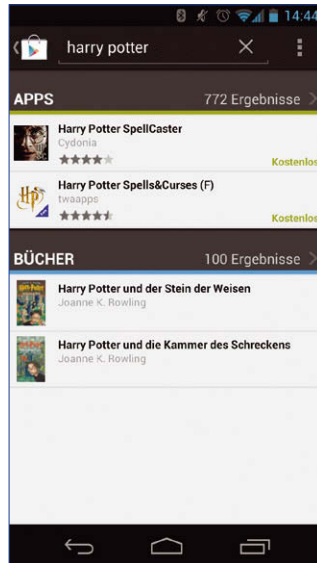 14:44
harry potter
APPS 772 Ergebnisse
Harry Potter SpellCaster
Cydonia
Kostenlos
Harry Potter Spells&Curses (F)
twaapps
Kostenlos
BÜCHER 100 Ergebnisse
Harry Potter und der Stein der Weisen
Joanne K. Rowling
Harry Potter und die Kammer des Schreckens
Joanne K. Rowling